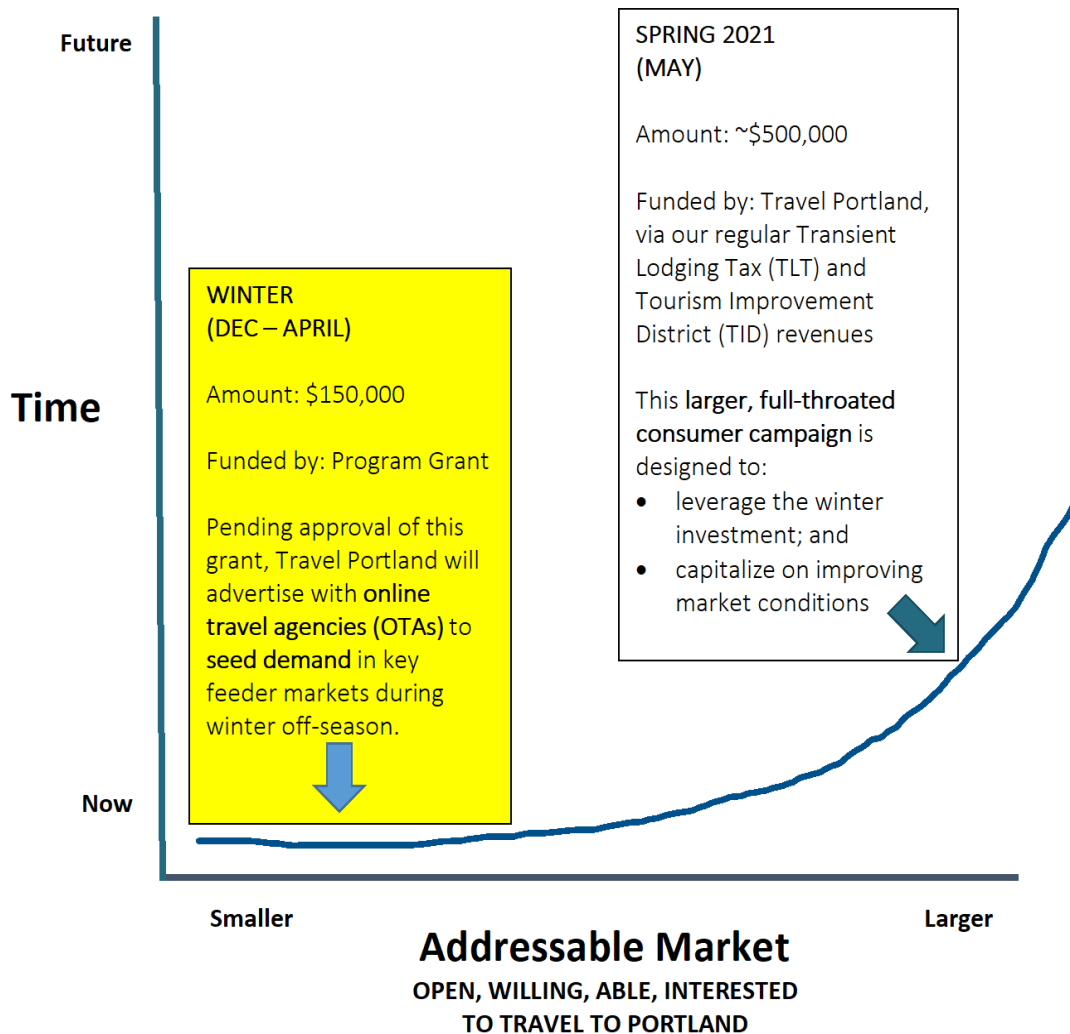 Future
Time
Now
WINTER
(DEC – APRIL)
Amount: $150,000
Funded by: Program Grant
Pending approval of this
grant, Travel Portland will
advertise with online
travel agencies (OTAs) to
seed demand in key
feeder markets during
winter off-season.
SPRING 2021
(MAY)
Amount: ~$500,000
Funded by: Travel Portland,
via our regular Transient
Lodging Tax (TLT) and
Tourism Improvement
District (TID) revenues
This larger, full-throated
consumer campaign is
designed to:
• leverage the winter
investment; and
• capitalize on improving
market conditions
Smaller
Larger
Addressable Market
OPEN, WILLING, ABLE, INTERESTED
TO TRAVEL TO PORTLAND